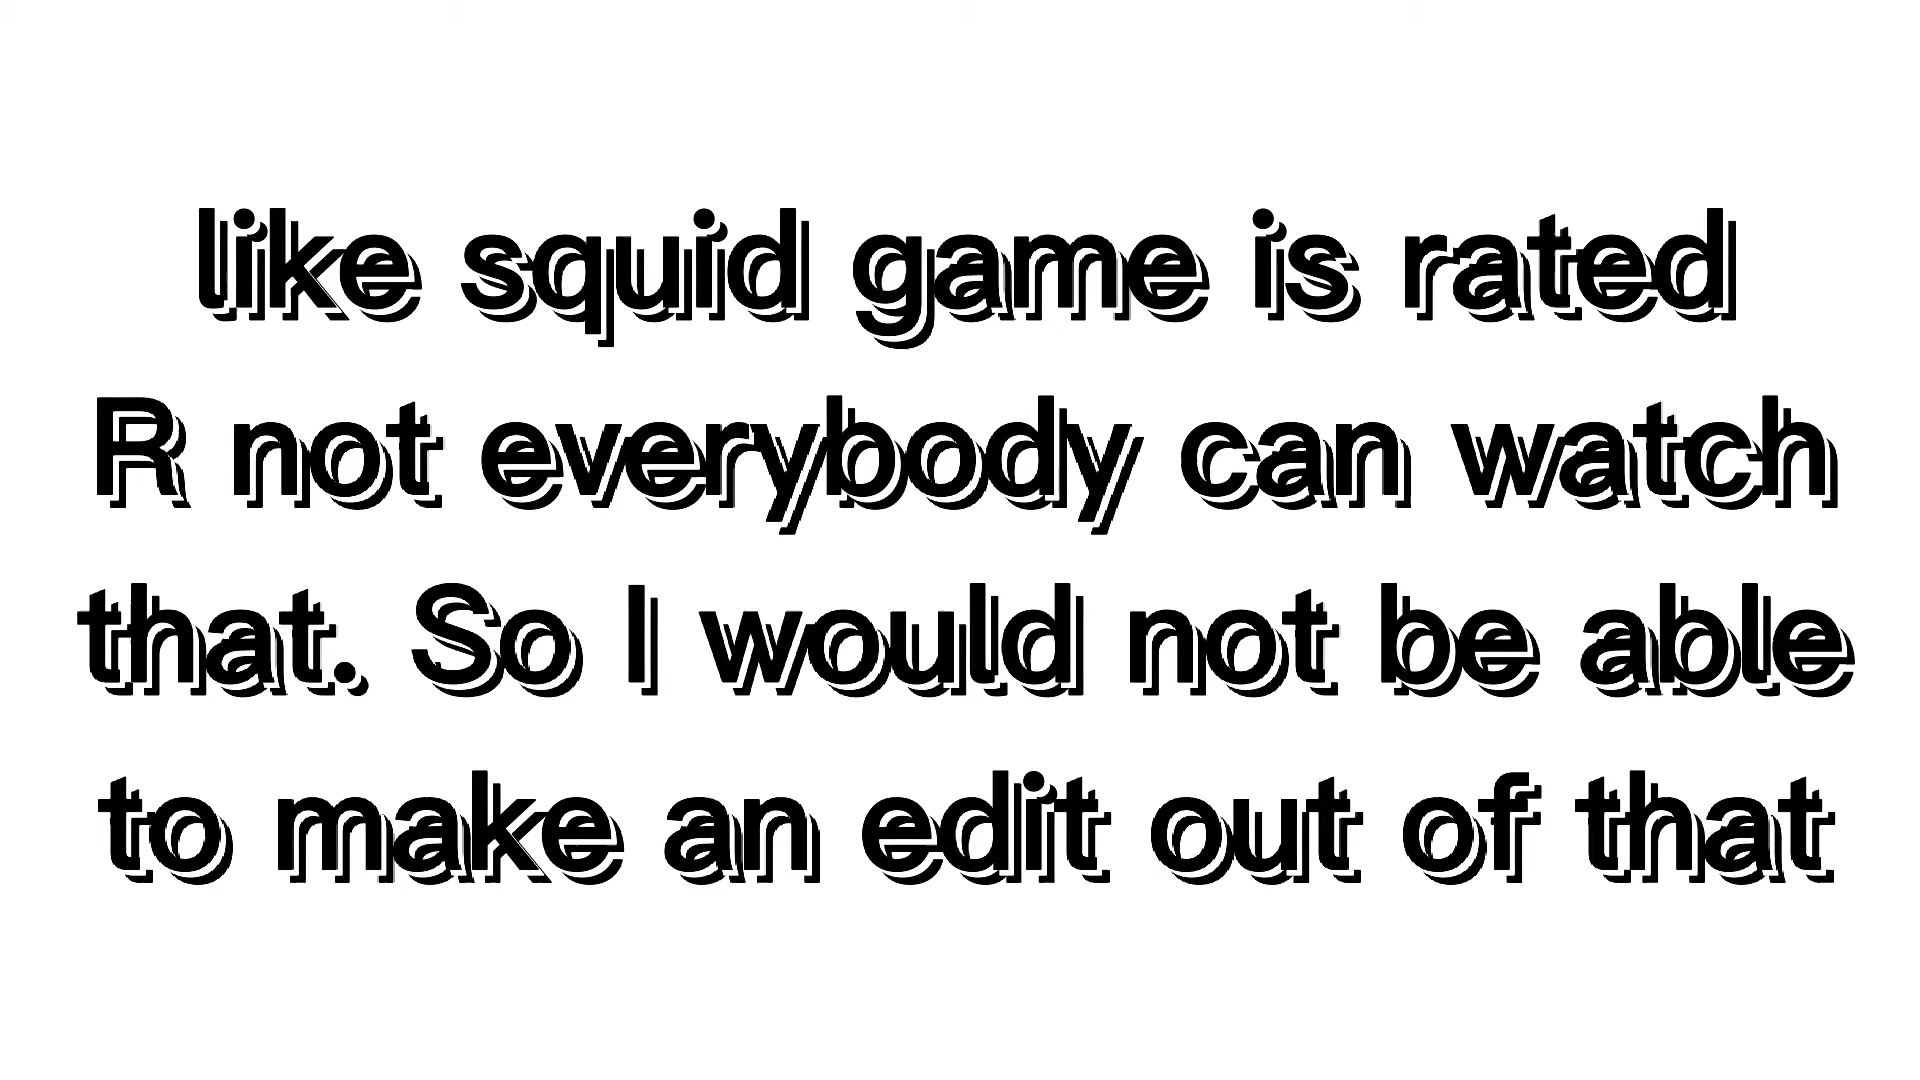 like squid game is rated
R not everybody can watch
that. So I would not be able
to make an edit out of that